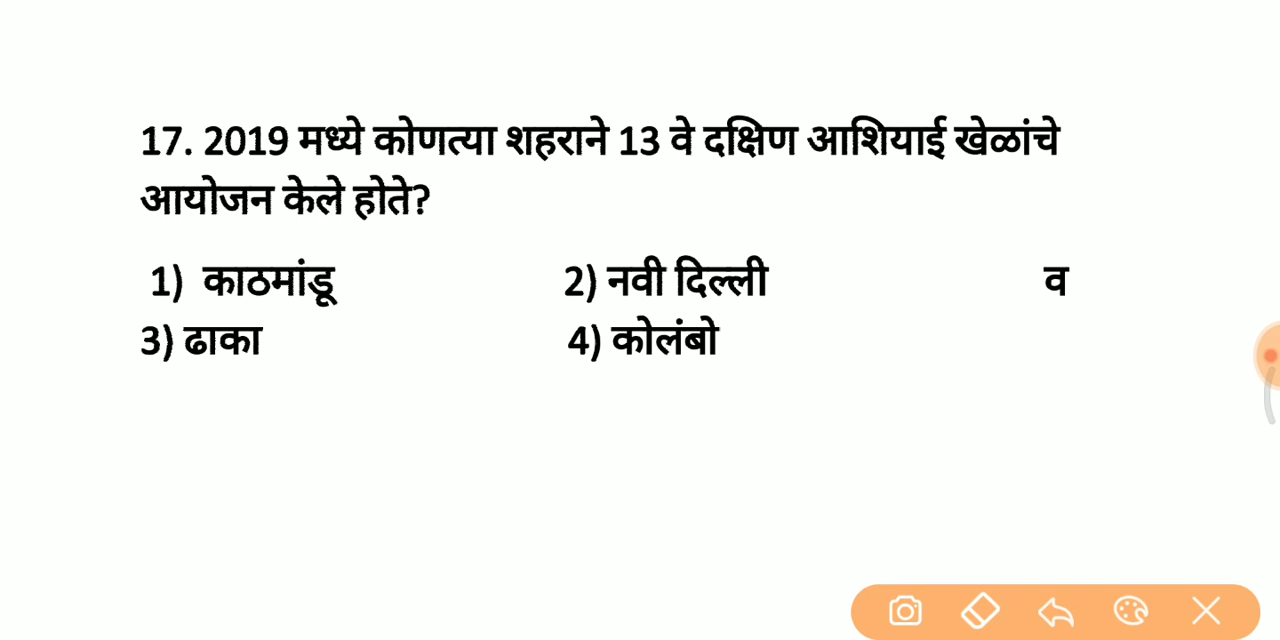 17. 2019 मध्ये कोणत्या शहराने 13 वे दक्षिण आशियाई खेळांचे
आयोजन केले होते?
1) काठमांडू 2) नवी दिल्ली व
3) ढाका 4) कोलंबो